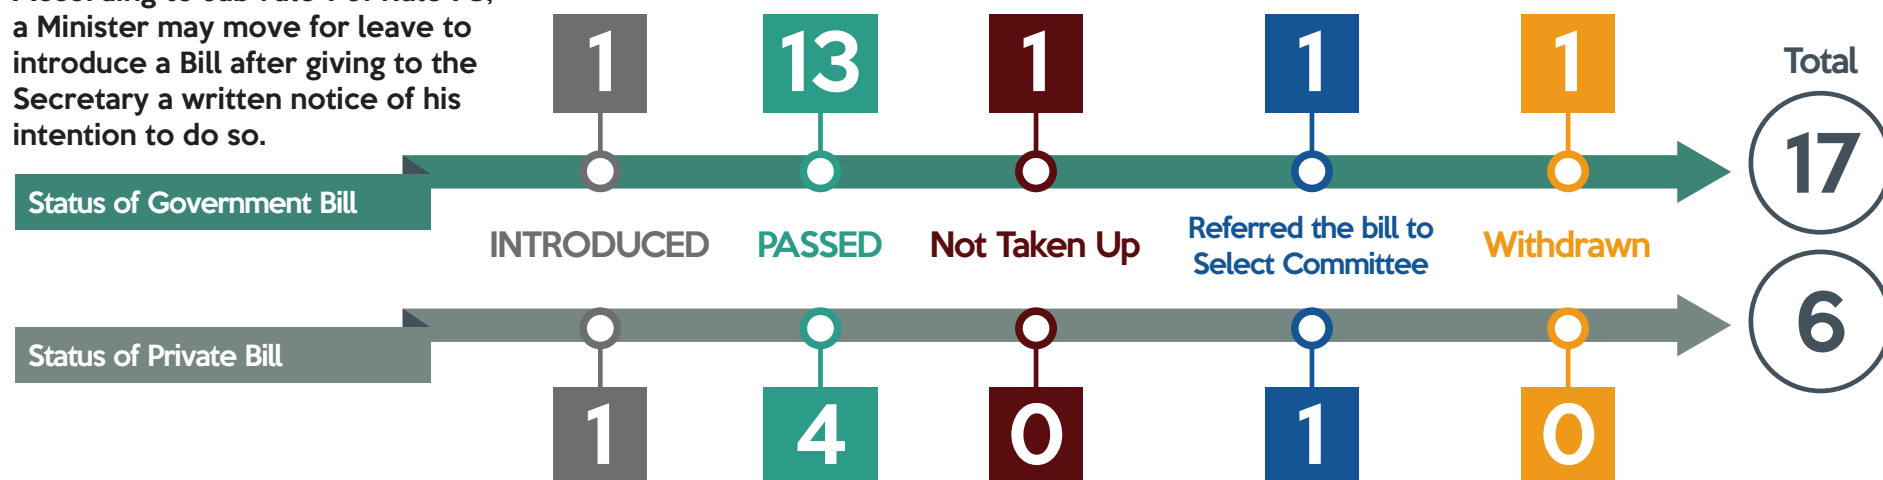 a Minister may move for leave to
introduce a Bill after giving to the
Secretary a written notice of his
intention to do so.
1
13
1
1
1
Total
17
Status of Government Bill
INTRODUCED
PASSED
Not Taken Up
Referred the bill to
Select Committee
Withdrawn
6
Status of Private Bill
1
4
0
1
0